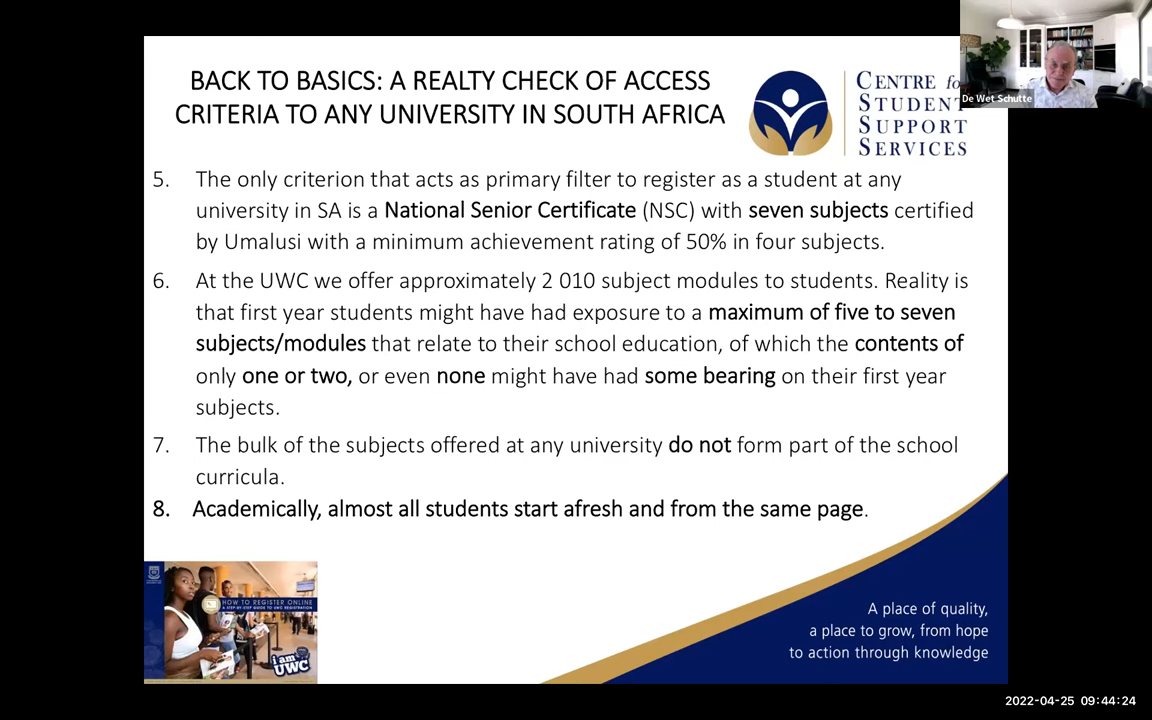 BACK TO BASICS: A REALTY CHECK OF ACCESS
CRITERIA TO ANY UNIVERSITY IN SOUTH AFRICA
CENTRE fo
STUDENT
SUPPORT
SERVICES
De Wet Schutte
5. The only criterion that acts as primary filter to register as a student at any
university in SA is a National Senior Certificate (NSC) with seven subjects certified
by Umalusi with a minimum achievement rating of 50% in four subjects.
6. At the UWC we offer approximately 2 010 subject modules to students. Reality is
that first year students might have had exposure to a maximum of five to seven
subjects/modules that relate to their school education, of which the contents of
only one or two, or even none might have had some bearing on their first year
subjects.
7. The bulk of the subjects offered at any university do not form part of the school
curricula.
8. Academically, almost all students start afresh and from the same page.
HOW TO REGISTER ONLINE
A STEP-BY-STEP GUIDE TO UWC REGISTRATION
i am
UWC
A place of quality,
a place to grow, from hope
to action through knowledge
2022-04-25 09:44:24